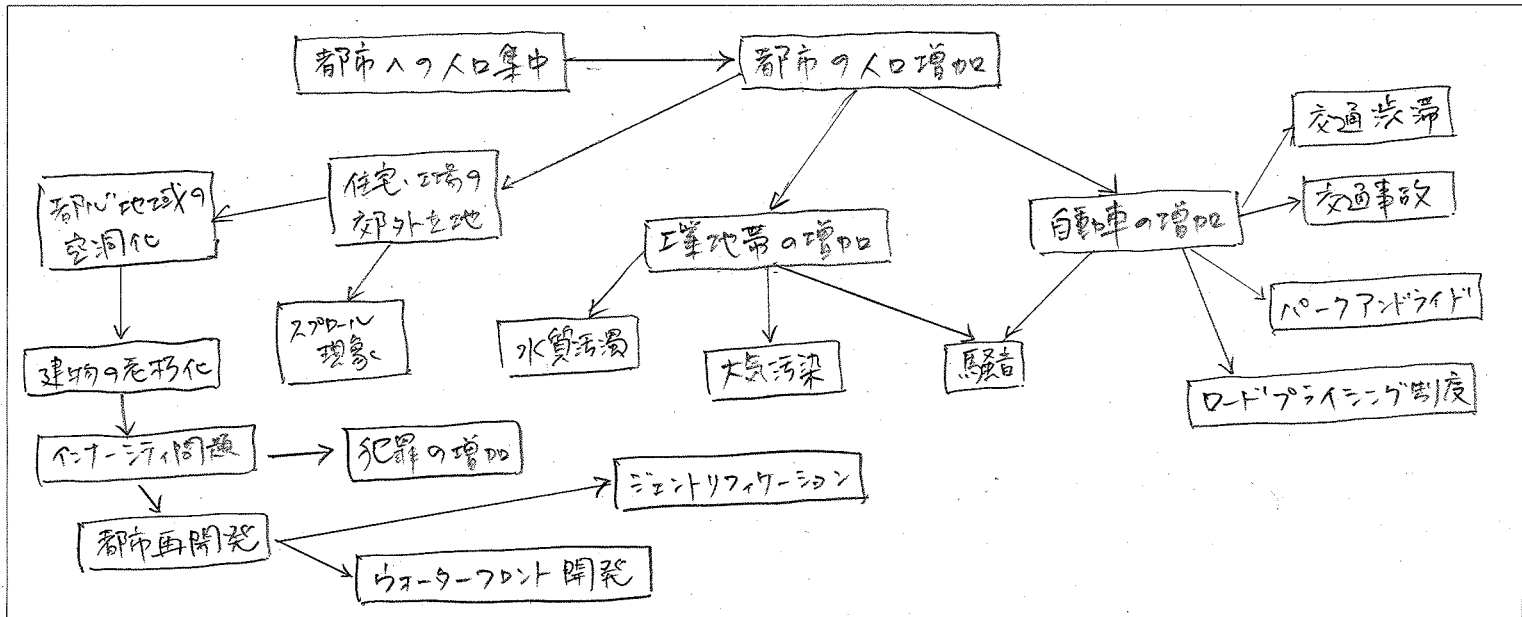 都市への人口集中
都市の人口増加
交通渋滞
住宅・工場の
郊外立地
都心地域の
空洞化
交通事故
自動車の増加
工業地帯の増加
パークアンドライド
スプロール
現象
水質汚濁
大気汚染
騒音
建物の老朽化
ロードプライシング制度
インナーシティ問題
犯罪の増加
ジェントリフィケーション
都市再開発
ウォーターフロント開発